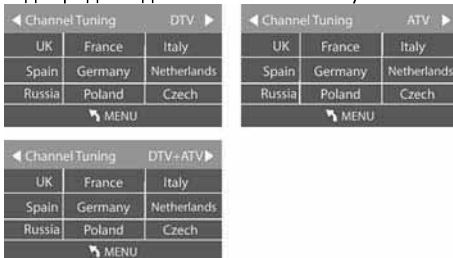 Channel Tuning DTV
UK France Italy
Spain Germany Netherlands
Russia Poland Czech
MENU
Channel Tuning ATV
UK France Italy
Spain Germany Netherlands
Russia Poland Czech
MENU
Channel Tuning DTV+ATV
UK France Italy
Spain Germany Netherlands
Russia Poland Czech
MENU